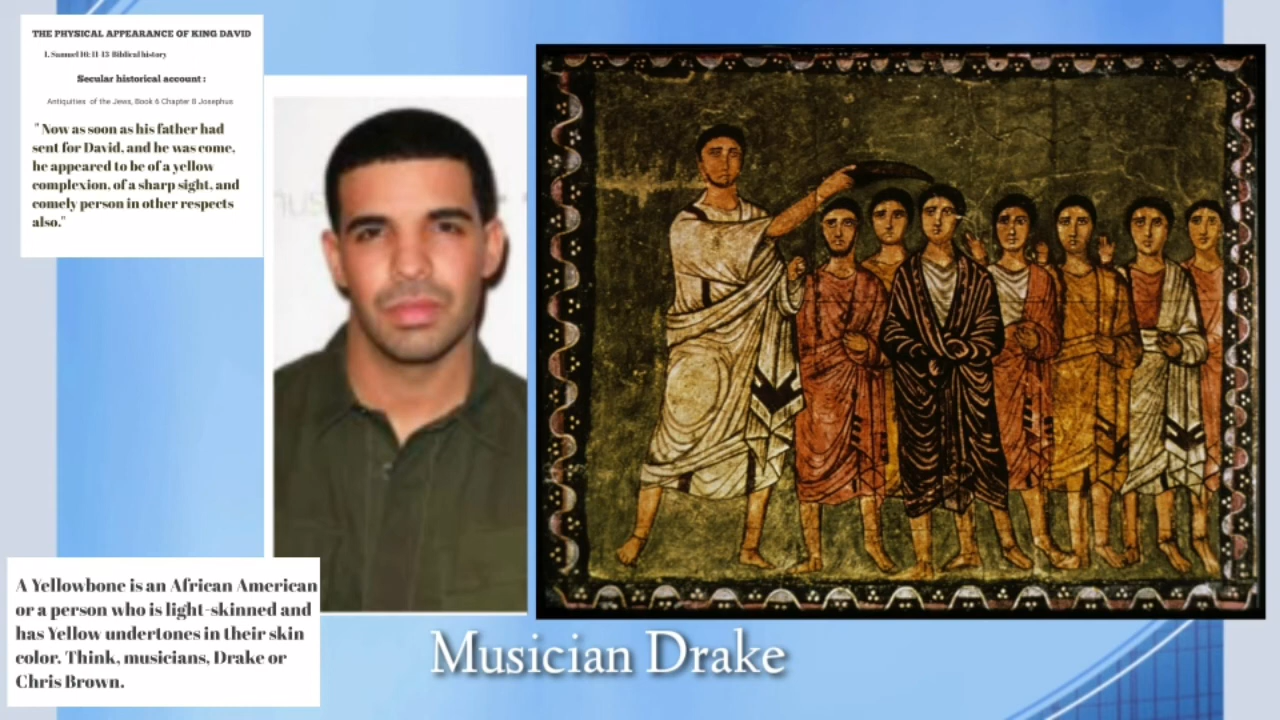 THE PHYSICAL APPEARANCE OF KING DAVID
1. Samuel 16: 11-13 Biblical history
Secular historical account :
Antiquities of the Jews, Book 6 Chapter 8 Josephus
" Now as soon as his father had
sent for David, and he was come,
he appeared to be of a yellow
complexion, of a sharp sight, and
comely person in other respects
also."
A Yellowbone is an African American
or a person who is light-skinned and
has Yellow undertones in their skin
color. Think, musicians, Drake or
Chris Brown.
Musician Drake